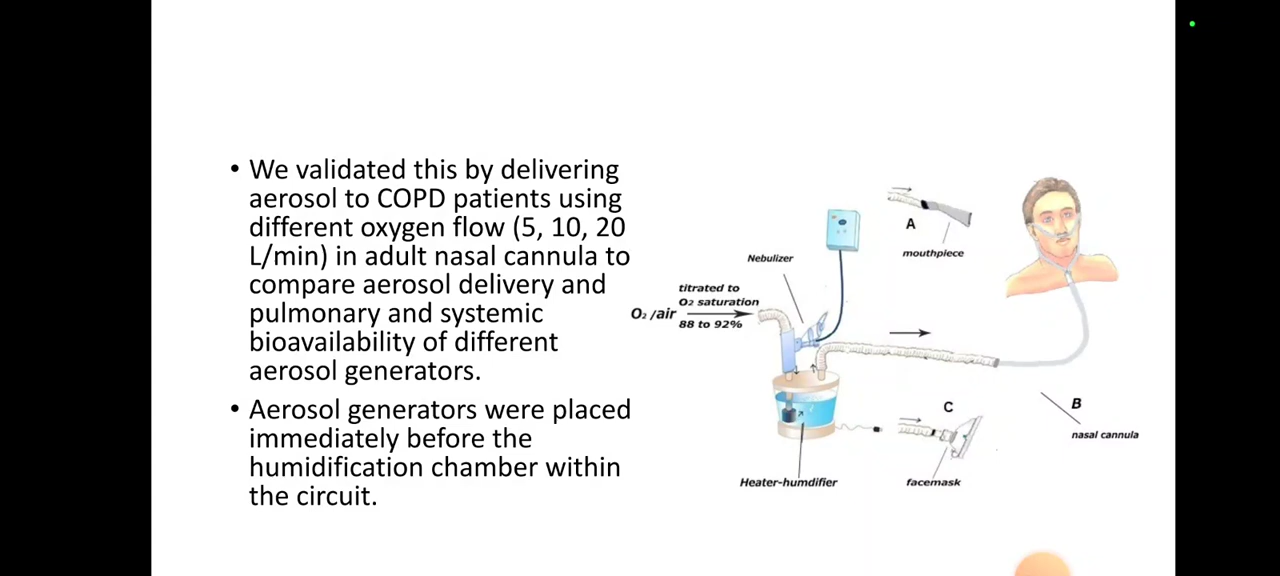 • We validated this by delivering
aerosol to COPD patients using
different oxygen flow (5, 10, 20
L/min) in adult nasal cannula to
compare aerosol delivery and
pulmonary and systemic
bioavailability of different
aerosol generators.
• Aerosol generators were placed
immediately before the
humidification chamber within
the circuit.
A
mouthpiece
Nebulizer
titrated to
O₂ saturation
O₂ /air
88 to 92%
B
nasal cannula
C
facemask
Heater-humdifier